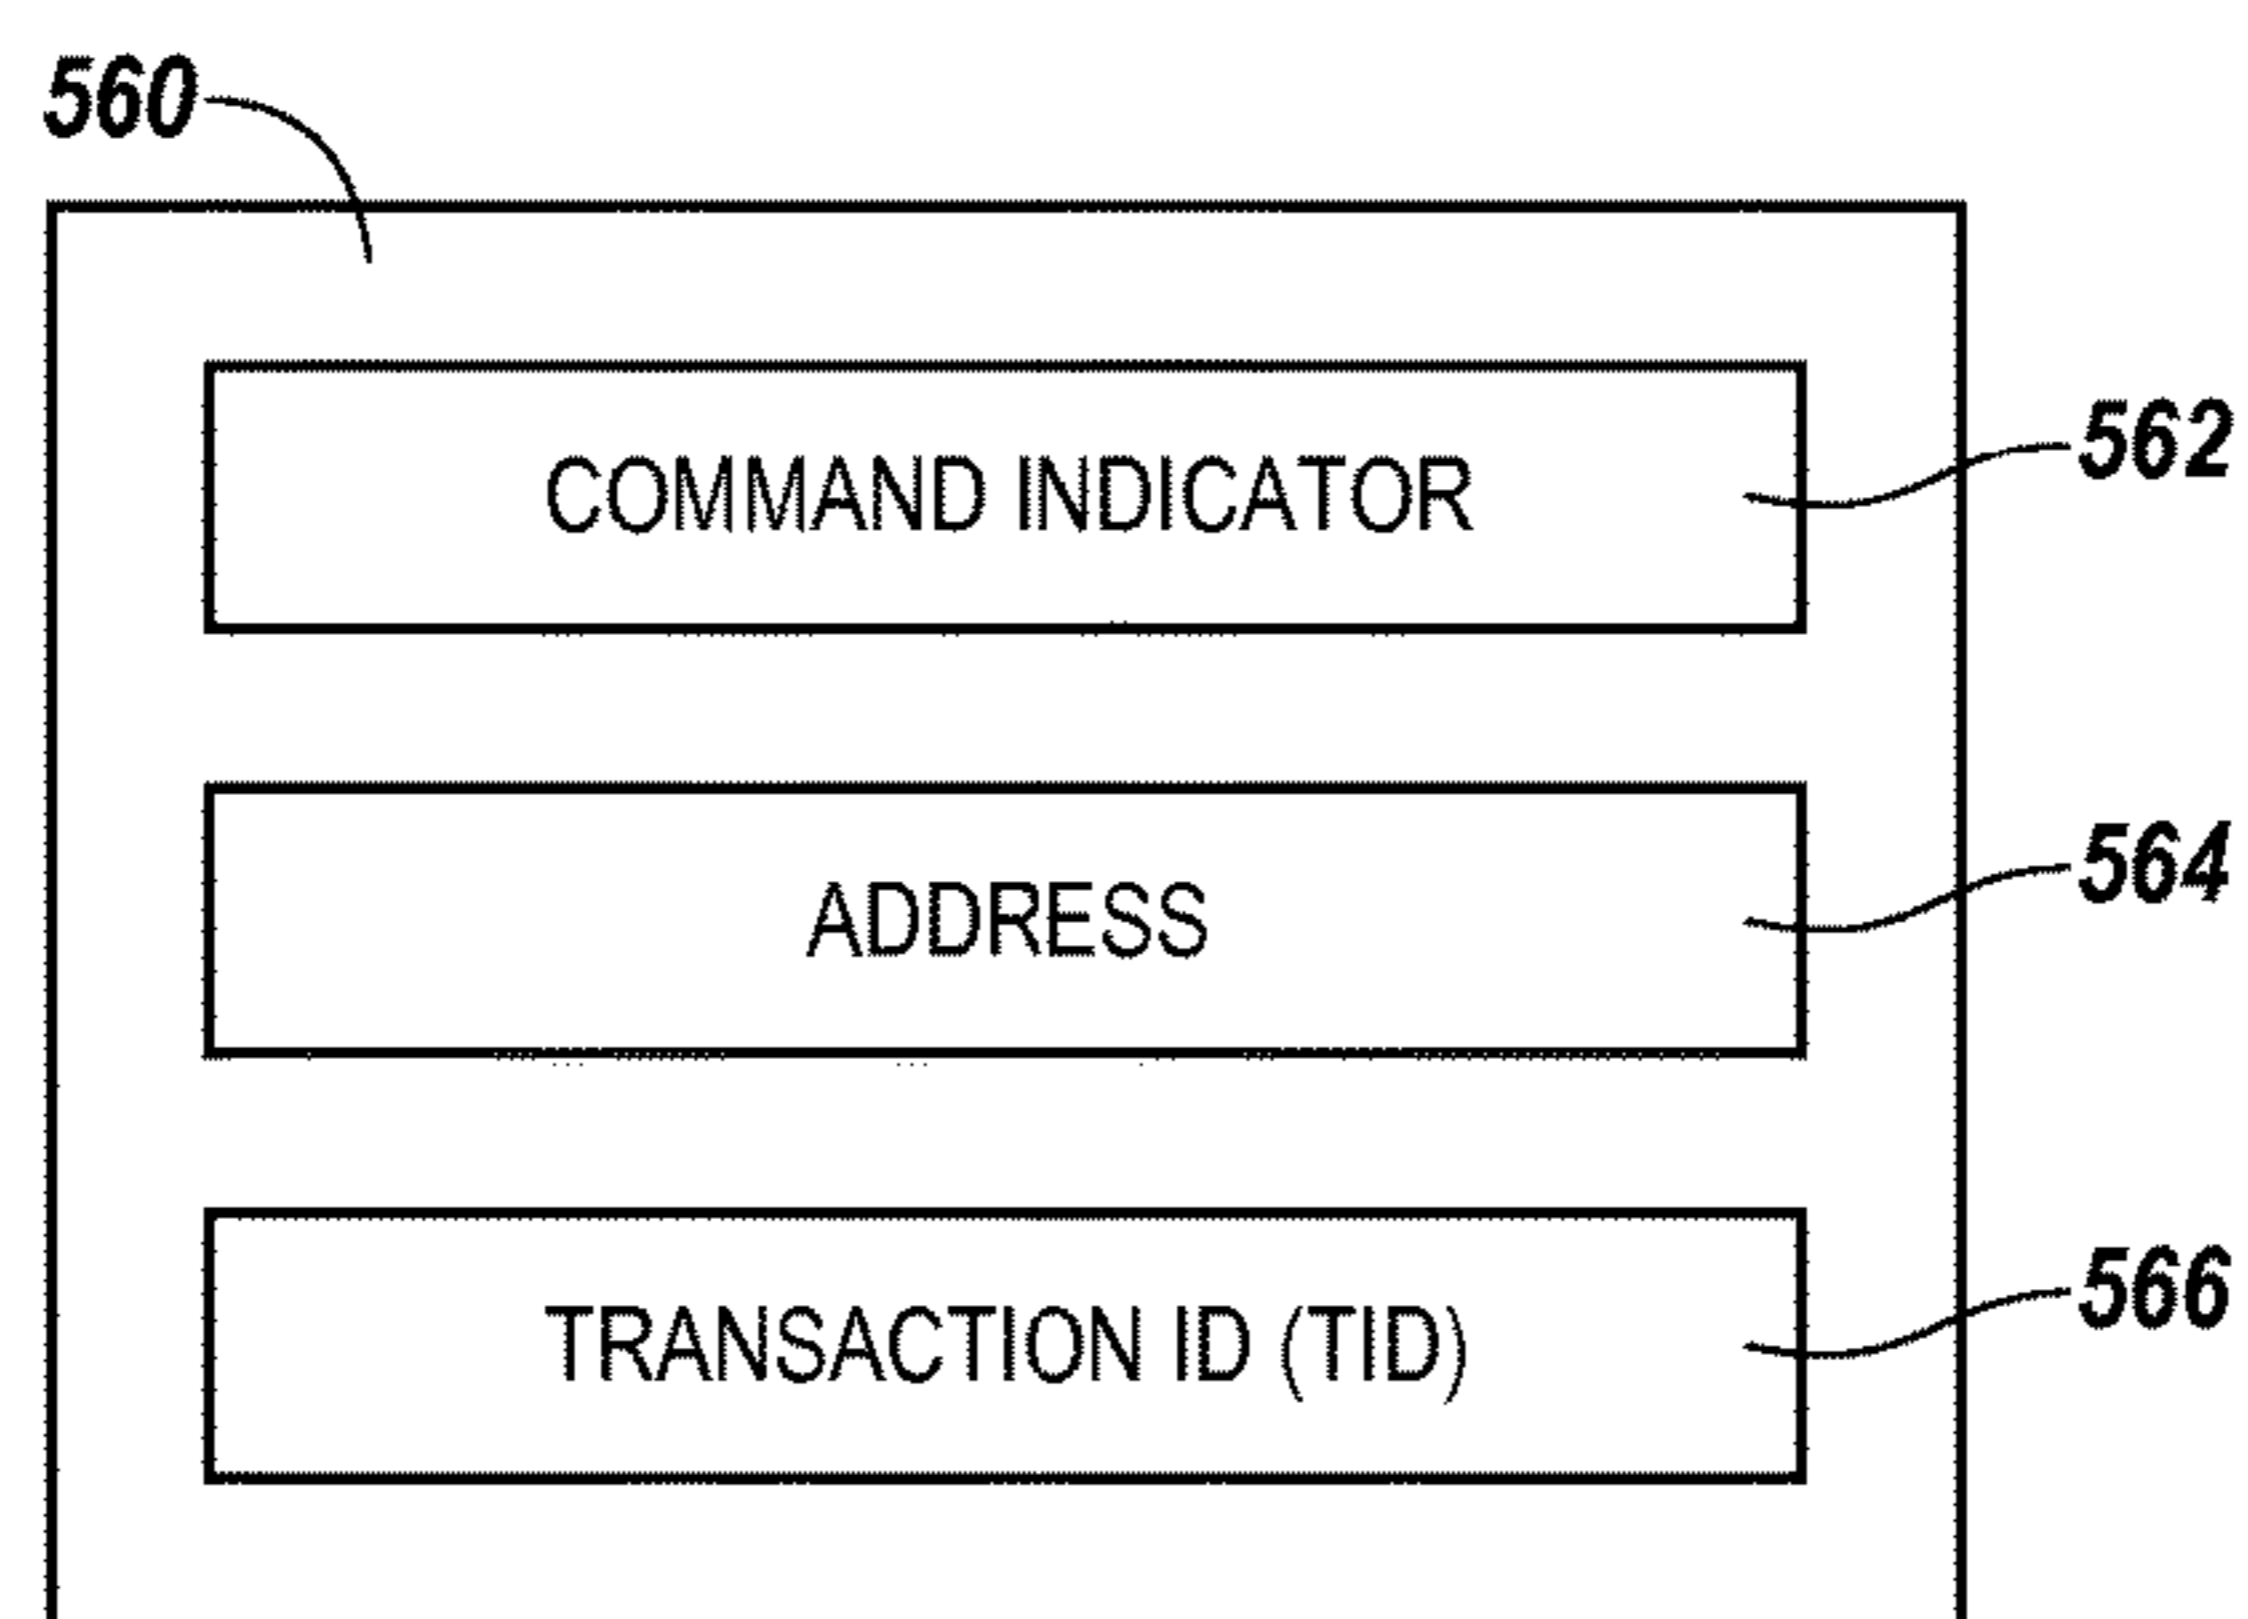 560
COMMAND INDICATOR
562
ADDRESS
564
TRANSACTION ID (TID)
566